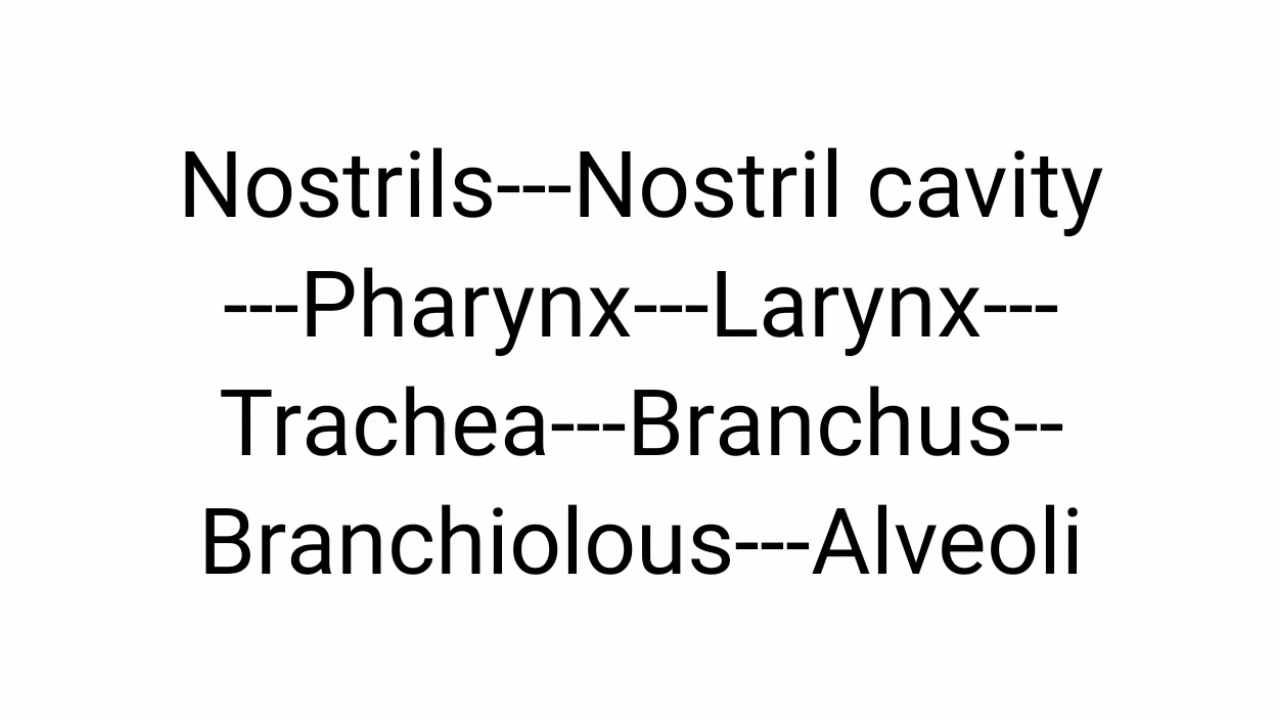 Nostrils---Nostril cavity
---Pharynx---Larynx---
Trachea---Branchus--
Branchiolous---Alveoli